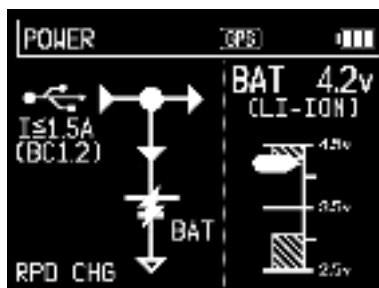 POWER
GPS
BAT 4.2v
(LI-ION)
I≦1.5A
(BC1.2)
4.5v
3.5v
BAT
RPD CHG
2.5v